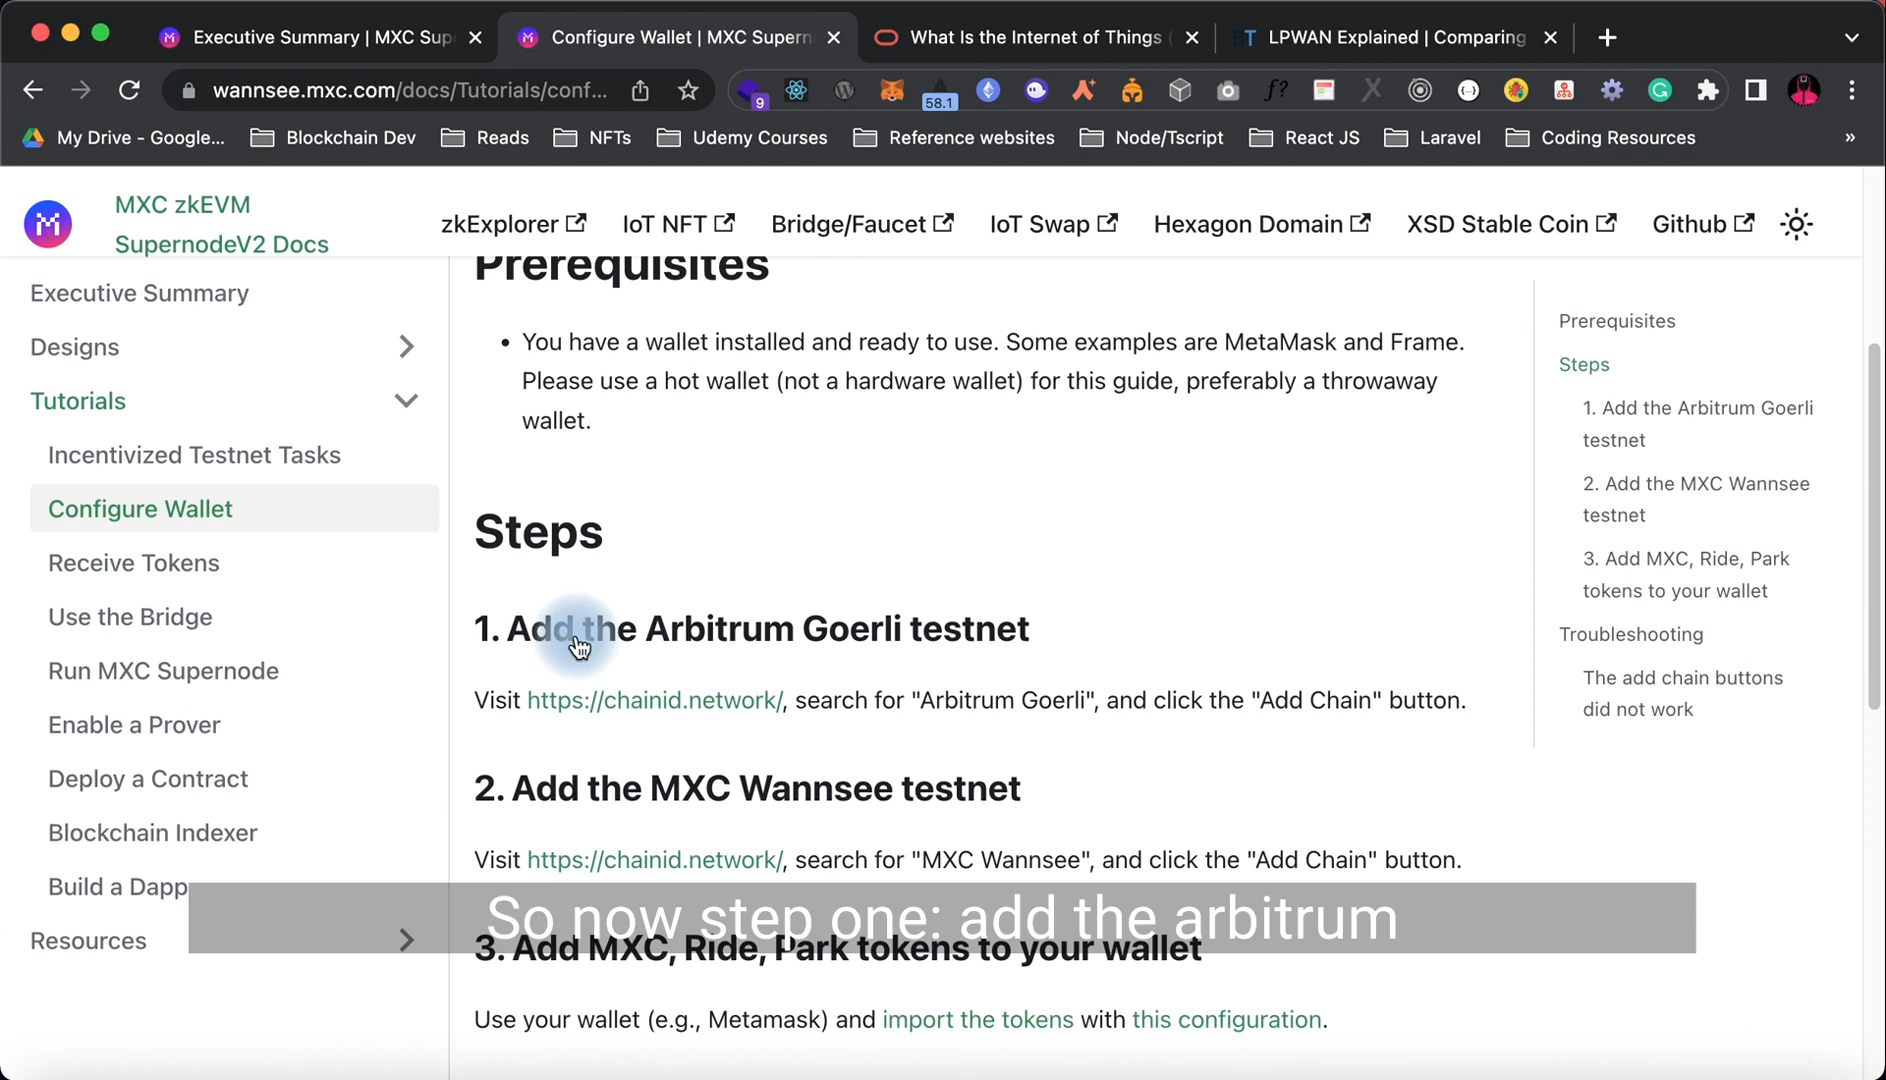 Executive Summary | MXC Sup
Configure Wallet | MXC Supern
What Is the Internet of Things (
LPWAN Explained | Comparing
wannsee.mxc.com/docs/Tutorials/conf...
9
58.1
f?
My Drive - Google...
Blockchain Dev
Reads
NFTs
Udemy Courses
Reference websites
Node/Tscript
React JS
Laravel
Coding Resources
»
MXC zkEVM
SupernodeV2 Docs
zkExplorer
IoT NFT
Bridge/Faucet
IoT Swap
Hexagon Domain
XSD Stable Coin
Github
Executive Summary
Designs
Tutorials
Incentivized Testnet Tasks
Configure Wallet
Receive Tokens
Use the Bridge
Run MXC Supernode
Enable a Prover
Deploy a Contract
Blockchain Indexer
Build a Dapp
Resources
Prerequisites
• You have a wallet installed and ready to use. Some examples are MetaMask and Frame.
Please use a hot wallet (not a hardware wallet) for this guide, preferably a throwaway
wallet.
Steps
1. Add the Arbitrum Goerli testnet
Visit https://chainid.network/, search for "Arbitrum Goerli", and click the "Add Chain" button.
2. Add the MXC Wannsee testnet
Visit https://chainid.network/, search for "MXC Wannsee", and click the "Add Chain" button.
So now step one: add the arbitrum
3. Add MXC, Ride, Park tokens to your wallet
Use your wallet (e.g., Metamask) and import the tokens with this configuration.
Prerequisites
Steps
1. Add the Arbitrum Goerli
testnet
2. Add the MXC Wannsee
testnet
3. Add MXC, Ride, Park
tokens to your wallet
Troubleshooting
The add chain buttons
did not work